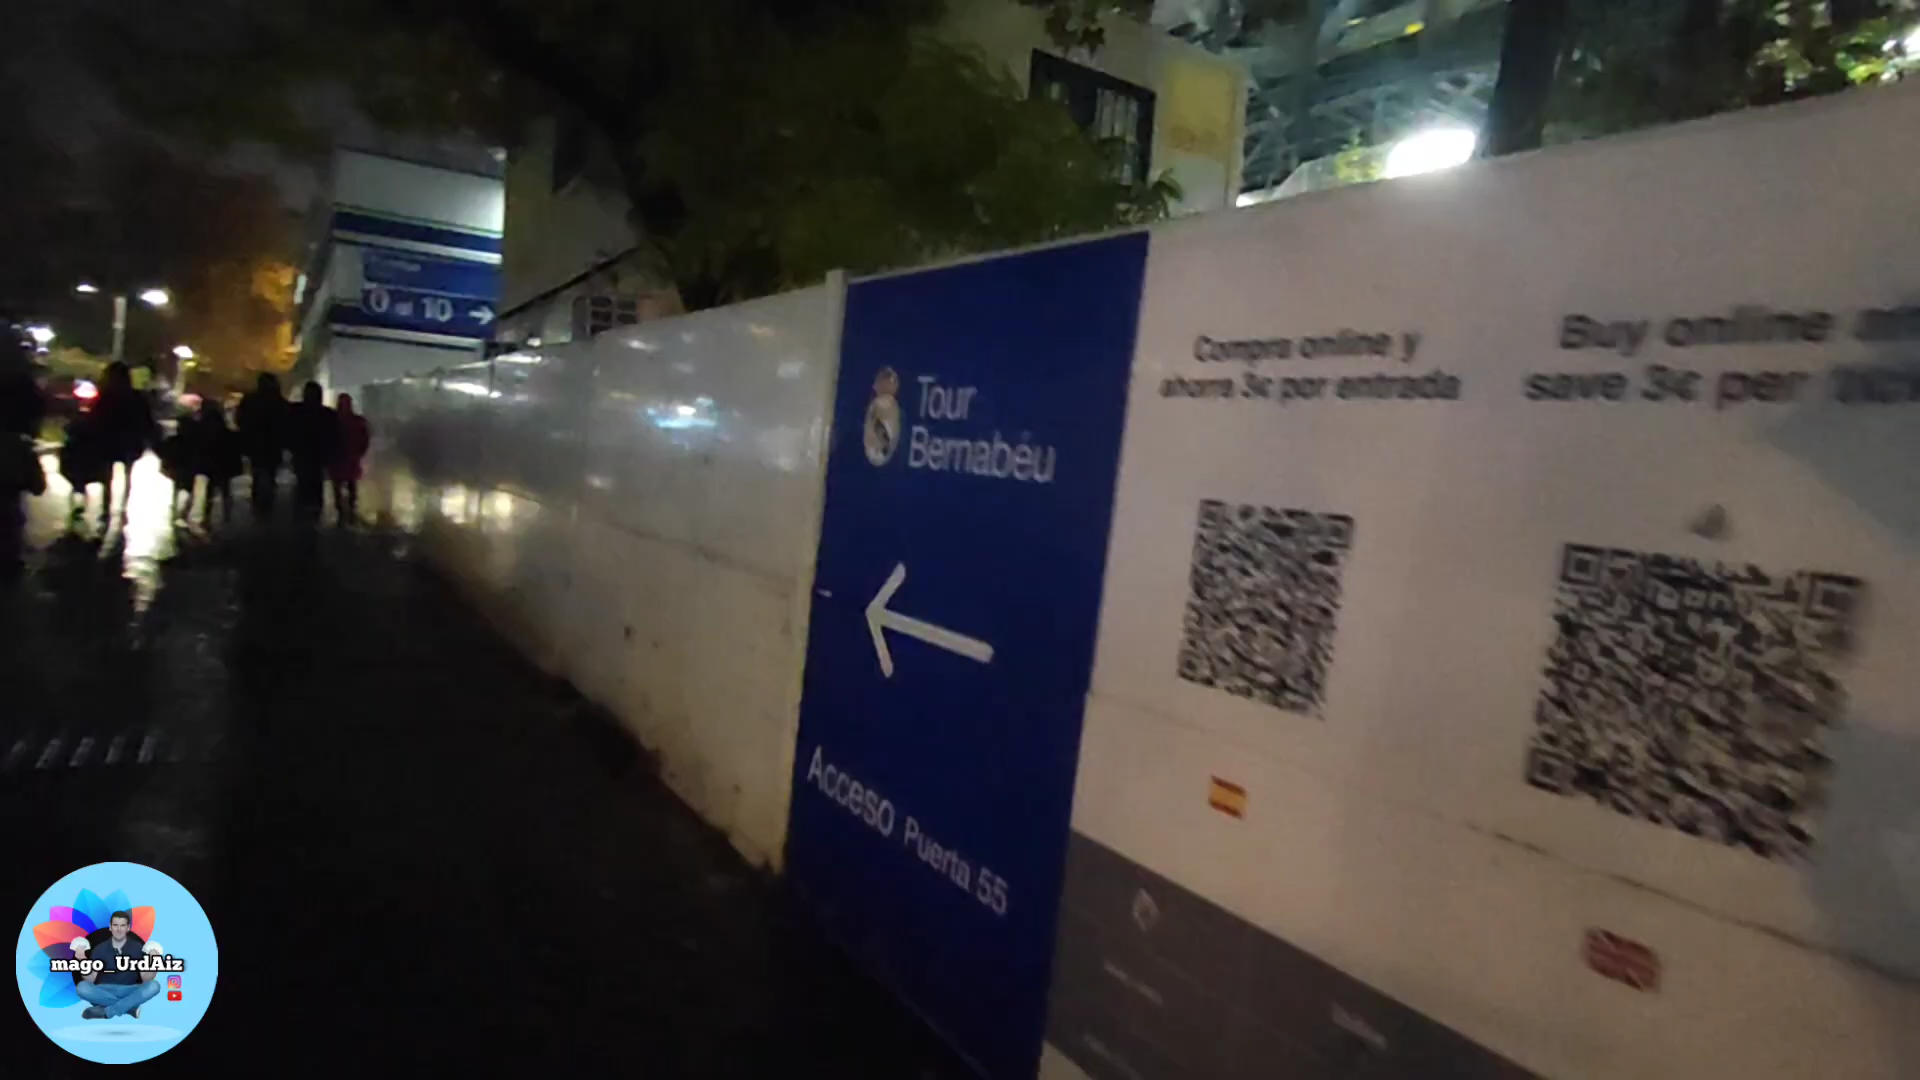 0 al 10
Tour
Bernabéu
Acceso Puerta 55
Compra online y
ahorra 3€ por entrada
Buy online
save 3€ per
mago_UrdAiz